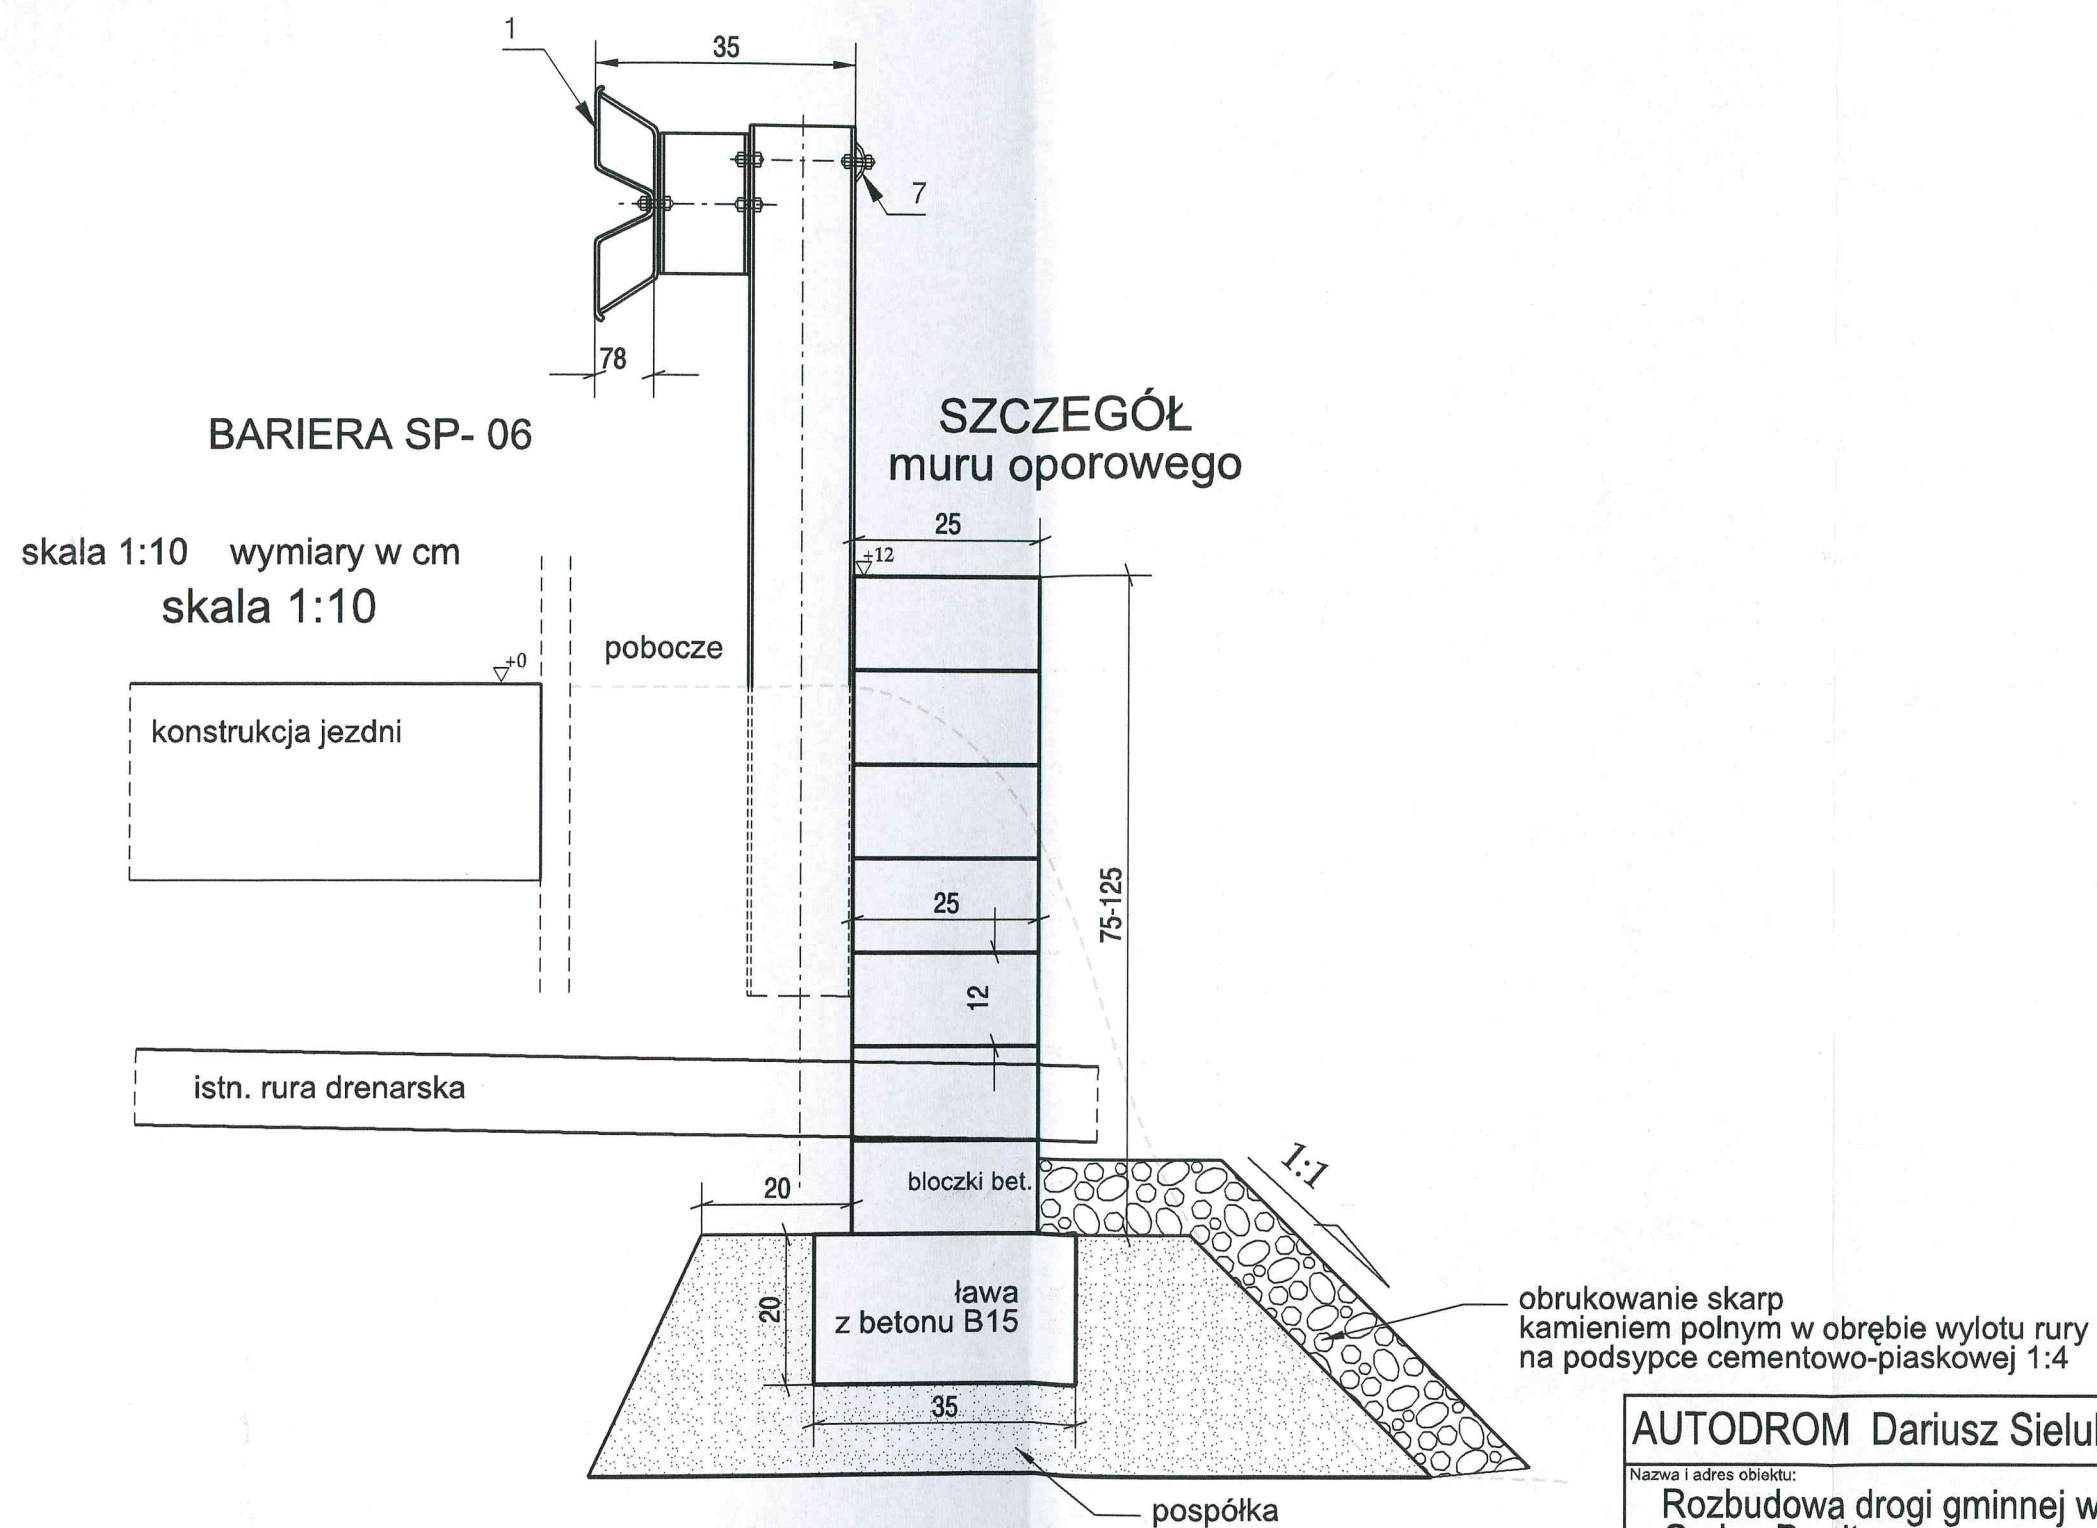 1
35
7
78
BARIERA SP- 06
SZCZEGÓŁ
muru oporowego
skala 1:10 wymiary w cm
skala 1:10
25
+12
pobocze
+0
konstrukcja jezdni
25
75-125
12
istn. rura drenarska
bloczki bet.
1:1
20
20
ława
z betonu B15
35
obrukowanie skarp
kamieniem polnym w obrębie wylotu rury
na podsypce cementowo-piaskowej 1:4
pospółka
AUTODROM Dariusz
Nazwa i adres obiektu:
Rozbudowa drogi gminnej w